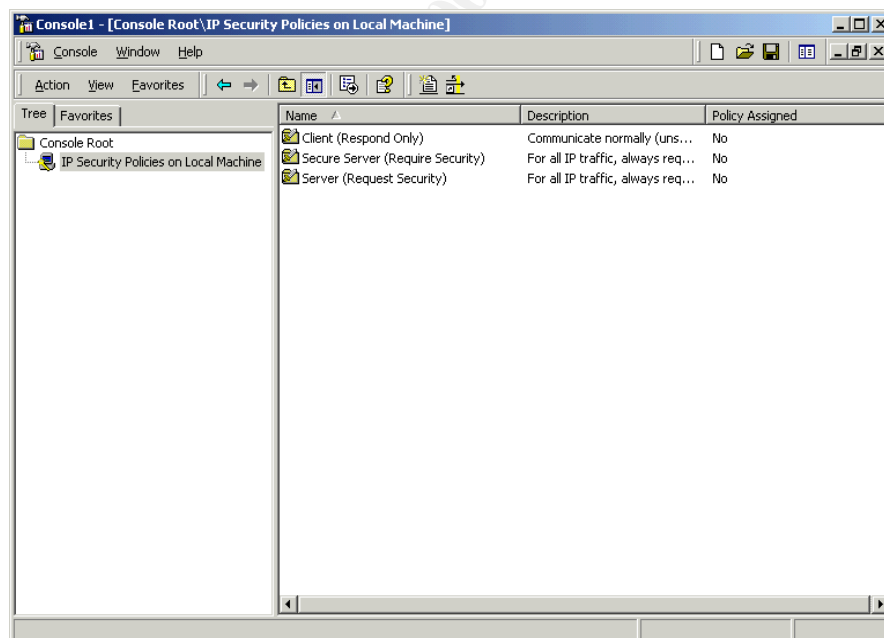 Console1 - [Console Root\IP Security Policies on Local Machine]
Console Window Help
Action View Favorites
Tree Favorites
Name Description Policy Assigned
Console Root
IP Security Policies on Local Machine
Client (Respond Only) Communicate normally (uns... No
Secure Server (Require Security) For all IP traffic, always req... No
Server (Request Security) For all IP traffic, always req... No